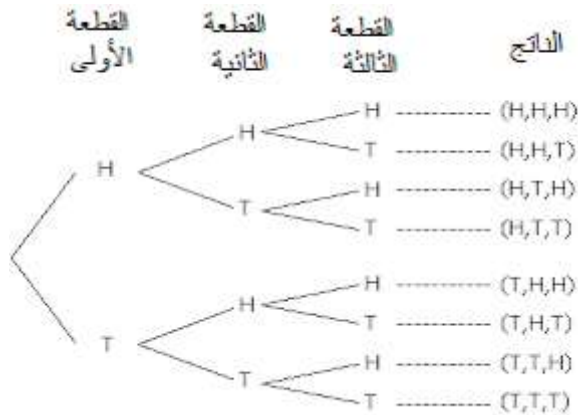 القطعة الأولى
القطعة الثانية
القطعة الثالثة
الناتج
H
T
H
T
H
T
H
T
H
T
H
T
H
T
(H,H,H)
(H,H,T)
(H,T,H)
(H,T,T)
(T,H,H)
(T,H,T)
(T,T,H)
(T,T,T)